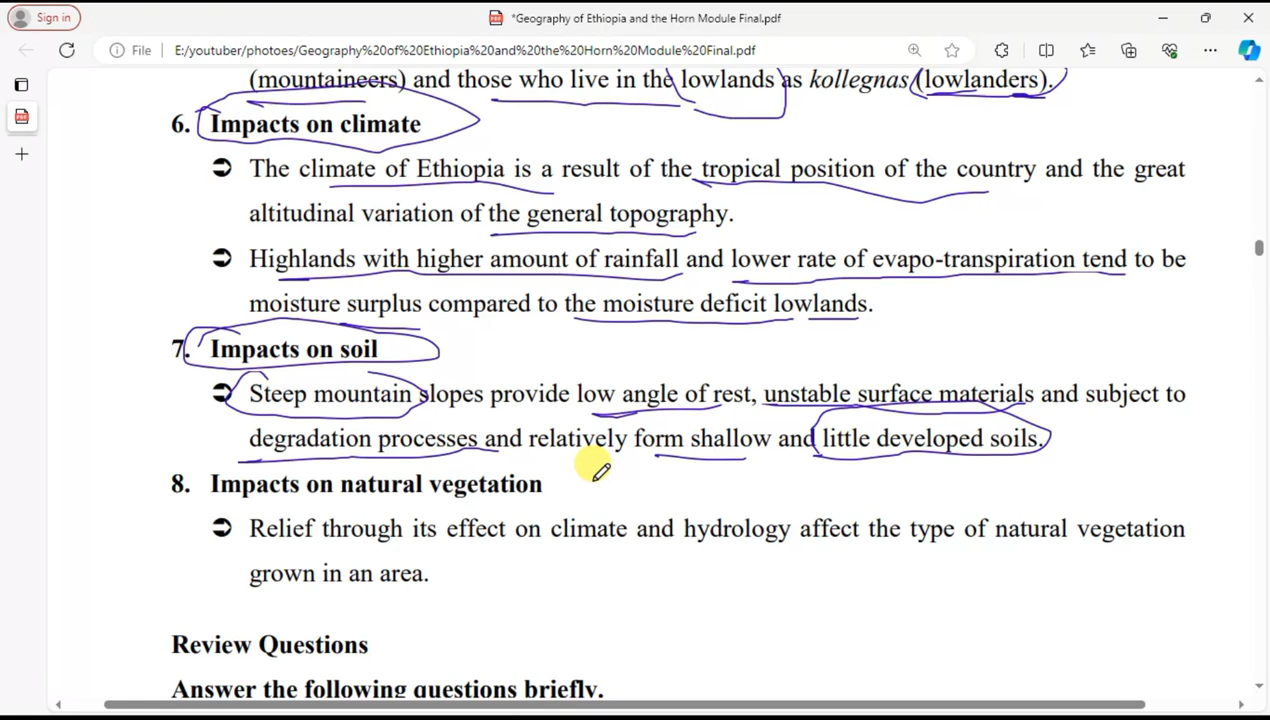 Sign in
*Geography of Ethiopia and the Horn Module Final.pdf
File E:/youtuber/photoes/Geography%20of%20Ethiopia%20and%20the%20Horn%20Module%20Final.pdf
(mountaineers) and those who live in the lowlands as kollegnas (lowlanders).
6. Impacts on climate
➲ The climate of Ethiopia is a result of the tropical position of the country and the great
altitudinal variation of the general topography.
➲ Highlands with higher amount of rainfall and lower rate of evapo-transpiration tend to be
moisture surplus compared to the moisture deficit lowlands.
7. Impacts on soil
➲ Steep mountain slopes provide low angle of rest, unstable surface materials and subject to
degradation processes and relatively form shallow and little developed soils.
8. Impacts on natural vegetation
➲ Relief through its effect on climate and hydrology affect the type of natural vegetation
grown in an area.
Review Questions
Answer the following questions briefly.